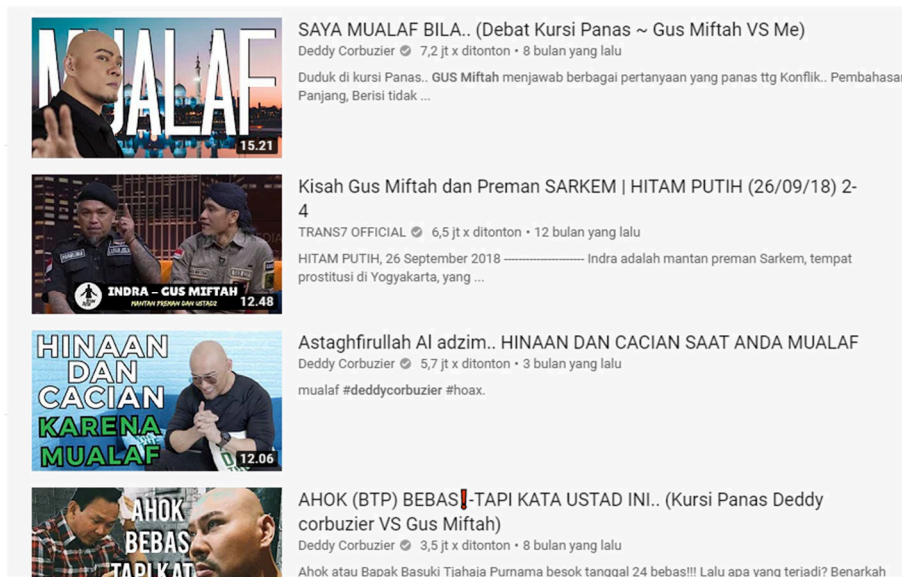 MUALAF
15.21
SAYA MUALAF BILA.. (Debat Kursi Panas ~ Gus Miftah VS Me)
Deddy Corbuzier 7,2 jt x ditonton • 8 bulan yang lalu
Duduk di kursi Panas.. GUS Miftah menjawab berbagai pertanyaan yang panas ttg Konflik.. Pembahasan
Panjang, Berisi tidak ...
INDRA – GUS MIFTAH
MANTAN PREMAN DAN USTADZ
12.48
Kisah Gus Miftah dan Preman SARKEM | HITAM PUTIH (26/09/18) 2-
4
TRANS7 OFFICIAL 6,5 jt x ditonton • 12 bulan yang lalu
HITAM PUTIH, 26 September 2018 ---------------------- Indra adalah mantan preman Sarkem, tempat
prostitusi di Yogyakarta, yang ...
HINAAN
DAN
CACIAN
KARENA
MUALAF
12.06
Astaghfirullah Al adzim.. HINAAN DAN CACIAN SAAT ANDA MUALAF
Deddy Corbuzier 5,7 jt x ditonton • 3 bulan yang lalu
mualaf #deddycorbuzier #hoax.
AHOK
BEBAS
TAPI KAT
AHOK (BTP) BEBAS❗-TAPI KATA USTAD INI.. (Kursi Panas Deddy
corbuzier VS Gus Miftah)
Deddy Corbuzier 3,5 jt x ditonton • 8 bulan yang lalu
Ahok atau Bapak Basuki Tjahaja Purnama besok tanggal 24 bebas!!! Lalu apa yang terjadi? Benarkah